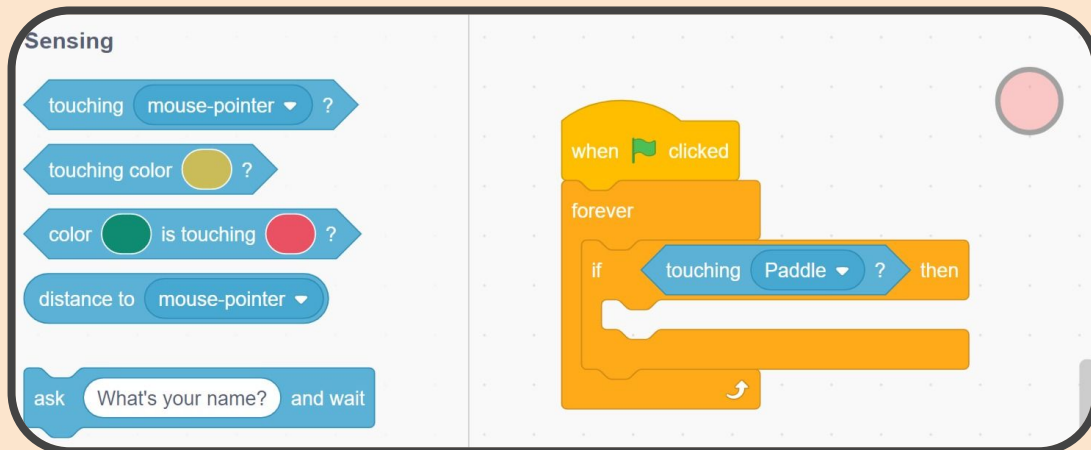 Sensing
touching mouse-pointer ?
touching color ?
color is touching ?
distance to mouse-pointer
ask What's your name? and wait
when clicked
forever
if touching Paddle ? then